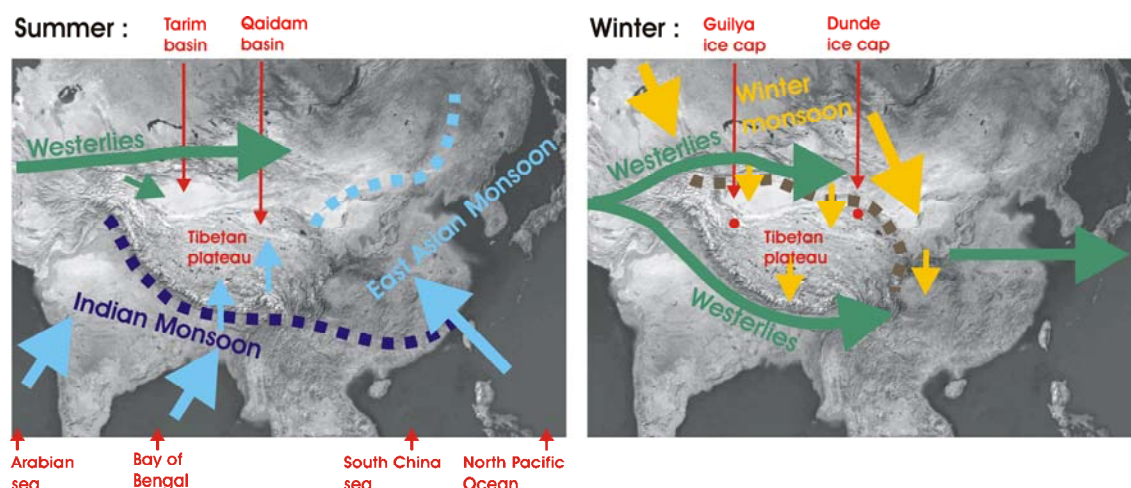 Summer :
Tarim
basin
Qaidam
basin
Westerlies
Tibetan
plateau
East Asian Monsoon
Indian Monsoon
Arabian
sea
Bay of
Bengal
South China
sea
North Pacific
Ocean
Winter :
Guilya
ice cap
Dunde
ice cap
Winter
monsoon
Westerlies
Tibetan
plateau
Westerlies